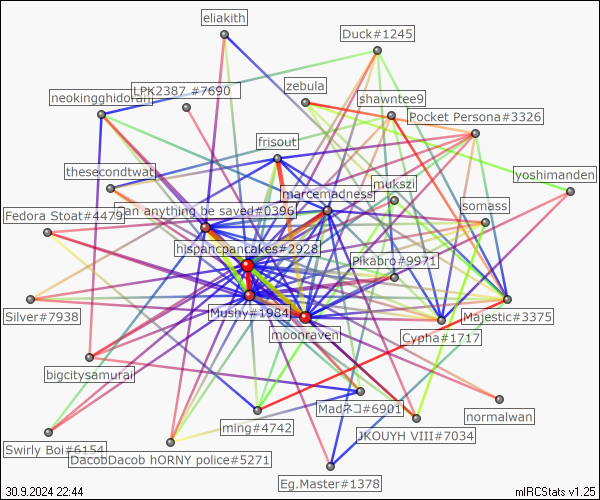 eliakith
Duck#1245
zebula
LPK2387 #7690
neokingghidorah
shawntee9
Pocket Persona#3326
frisout
thesecondtwat
mukszi
yoshimanden
marcemadness
can anything be saved#0396
somass
Fedora Stoat#4479
hispancpancakes#2928
Pikabro#9971
Silver#7938
Mushy#1984
Majestic#3375
moonraven
Cypha#1717
bigcitysamurai
Madネコ#6901
normalwan
ming#4742
JKOUYH VIII#7034
Swirly Boi#6154
DacobDacob hORNY police#5271
Eg.Master#1378
30.9.2024 22:44
mIRCStats v1.25